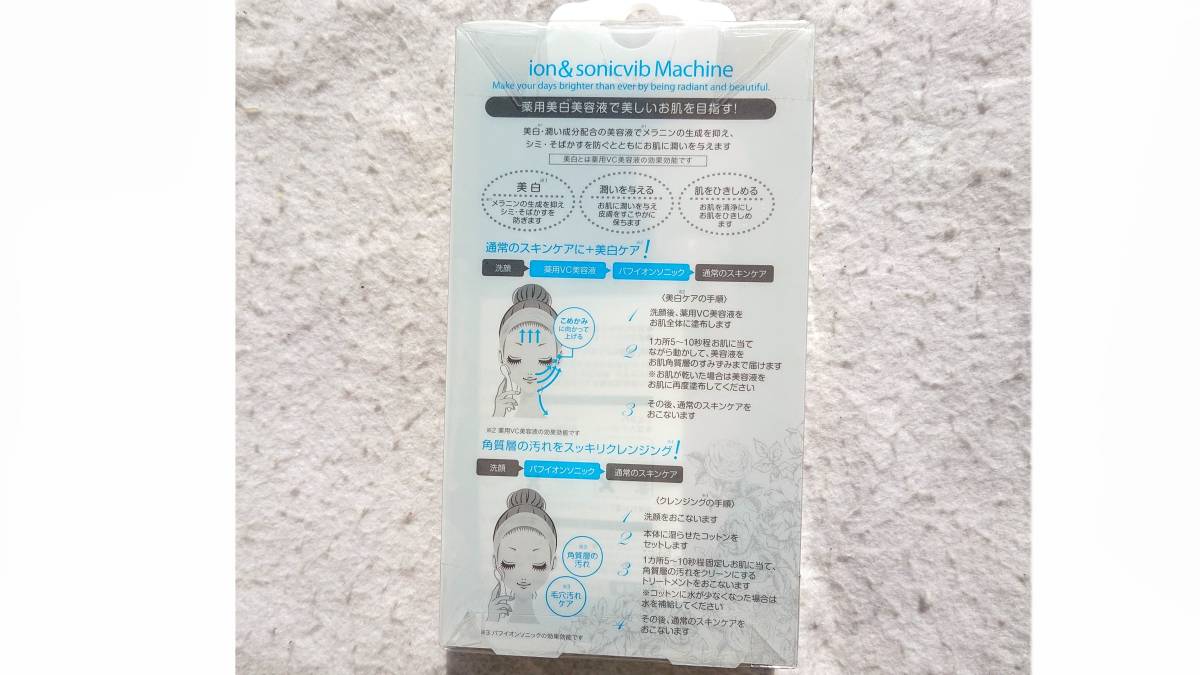 ion&sonicvib Machine
Make your days brighter than ever by being radiant and beautiful.
薬用美白美容液で美しいお肌を目指す!
美白・潤い成分配合の美容液でメラニンの生成を抑え、
シミ・そばかすを防ぐとともにお肌に潤いを与えます
美白とは薬用VC美容液の効果効能です
美白
メラニンの生成を抑え
シミ・そばかすを
防ぎます
潤いを与える
お肌に潤いを与え
皮膚をすこやかに
保ちます
肌をひきしめる
お肌を清浄にし
お肌をひきしめ
ます
通常のスキンケアに+美白ケア!
洗顔 薬用VC美容液 パフイオンソニック 通常のスキンケア
こめかみ
に向かって
上げる
〈美白ケアの手順〉
1 洗顔後、薬用VC美容液を
お肌全体に塗布します
2 1カ所5~10秒程お肌に当て
ながら動かして、美容液を
お肌角質層のすみずみまで届けます
※お肌が乾いた場合は美容液を
お肌に再度塗布してください
3 その後、通常のスキンケアを
おこないます
※2 薬用VC美容液の効果効能です
角質層の汚れをスッキリクレンジング!
洗顔 パフイオンソニック 通常のスキンケア
※3
角質層の
汚れ
※3
毛穴汚れ
ケア
〈クレンジングの手順〉
1 洗顔をおこないます
2 本体に湿らせたコットンを
セットします
3 1カ所5~10秒程固定しお肌に当て、
角質層の汚れをクリーンにする
トリートメントをおこないます
※コットンに水が少なくなった場合は
水を補給してください
4 その後、通常のスキンケアを
おこないます
※3 パフイオンソニックの効果効能です